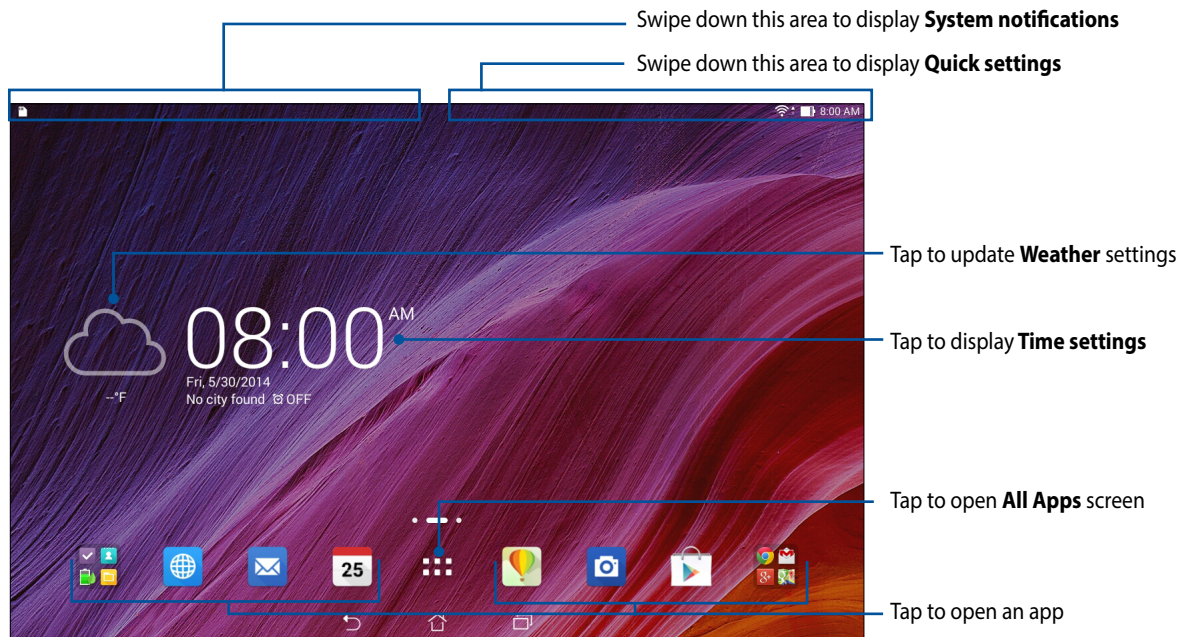 Swipe down this area to display System notifications
Swipe down this area to display Quick settings
8:00 AM
Tap to update Weather settings
08:00 AM
Tap to display Time settings
Fri, 5/30/2014
--°F
No city found OFF
Tap to open All Apps screen
25
8+
Tap to open an app